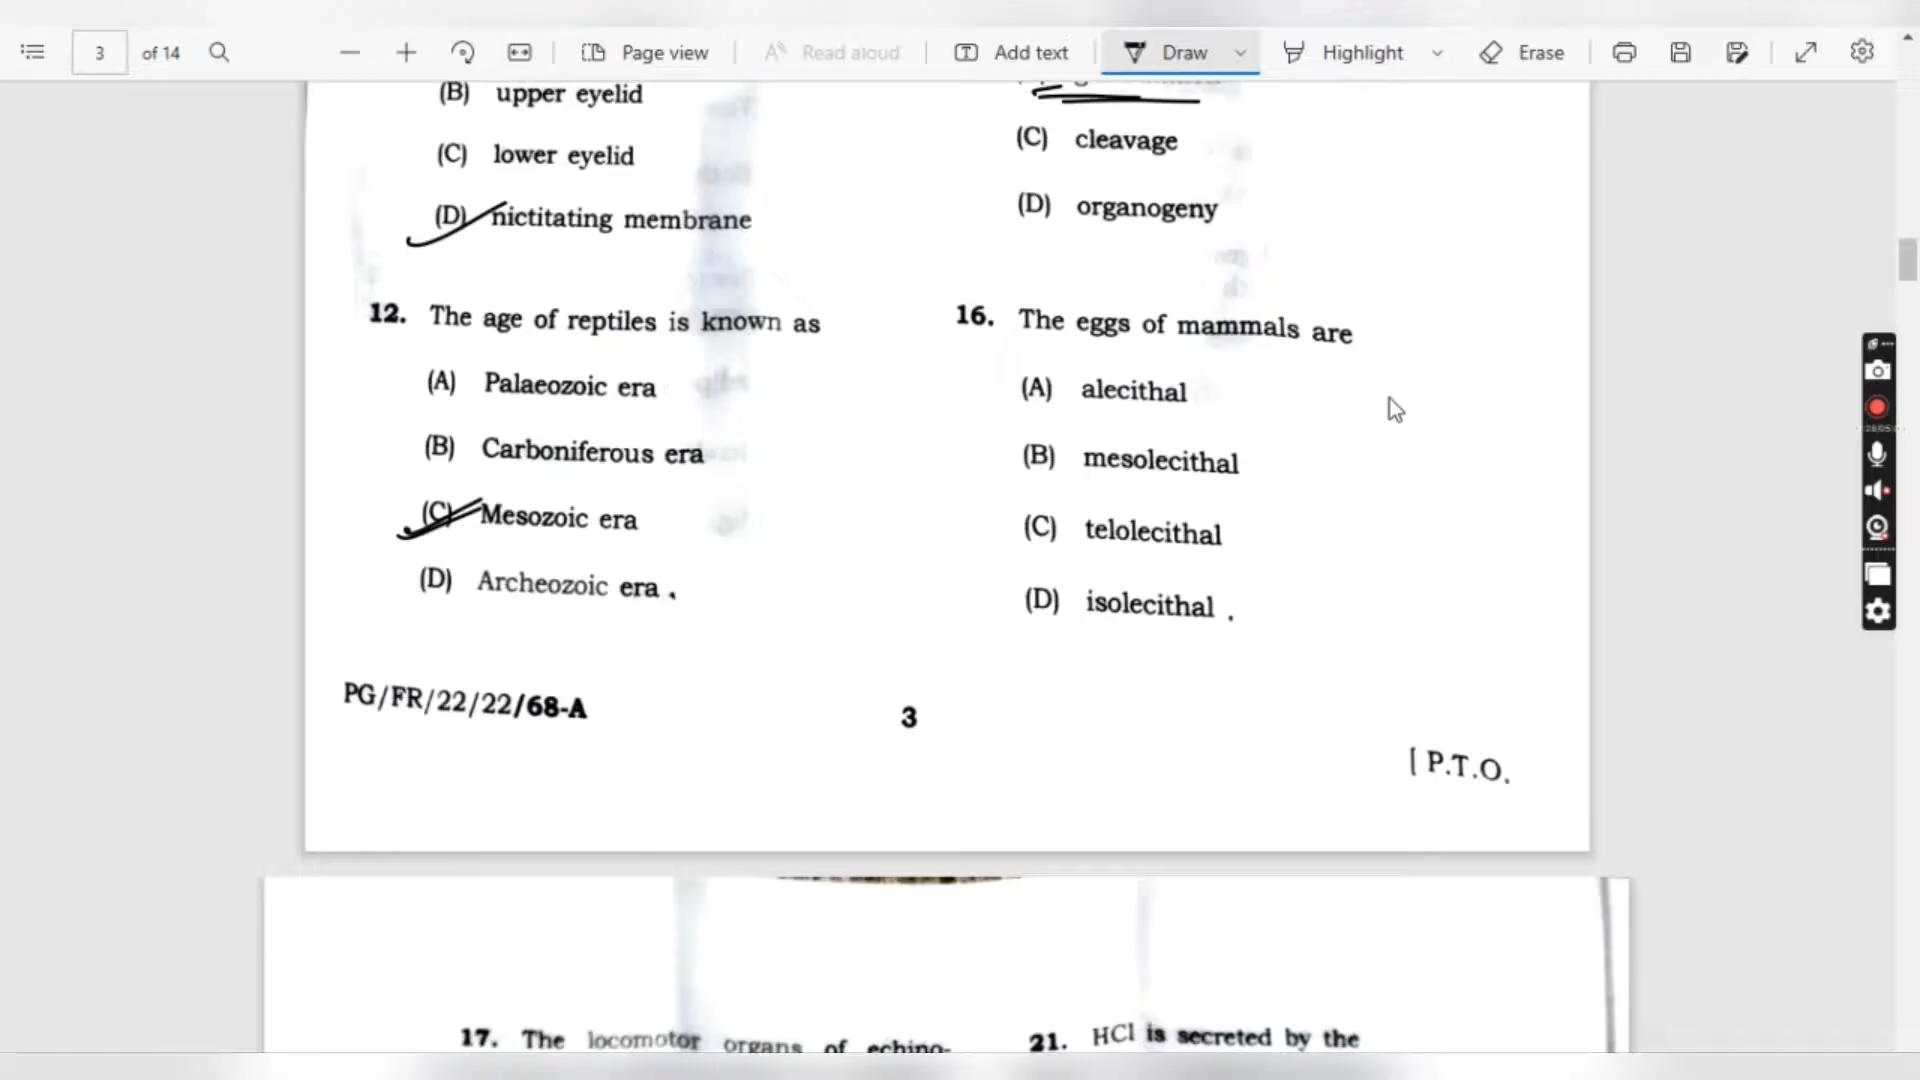 3 of 14 Page view Read aloud Add text Draw Highlight Erase
(B) upper eyelid
(C) lower eyelid
(D) nictitating membrane
12. The age of reptiles is known as
(A) Palaeozoic era
(B) Carboniferous era
(C) Mesozoic era
(D) Archeozoic era .
(C) cleavage
(D) organogeny
16. The eggs of mammals are
(A) alecithal
(B) mesolecithal
(C) telolecithal
(D) isolecithal .
PG/FR/22/22/68-A
3
[ P.T.O.
17. The locomotor organs of echino-
21. HCl is secreted by the